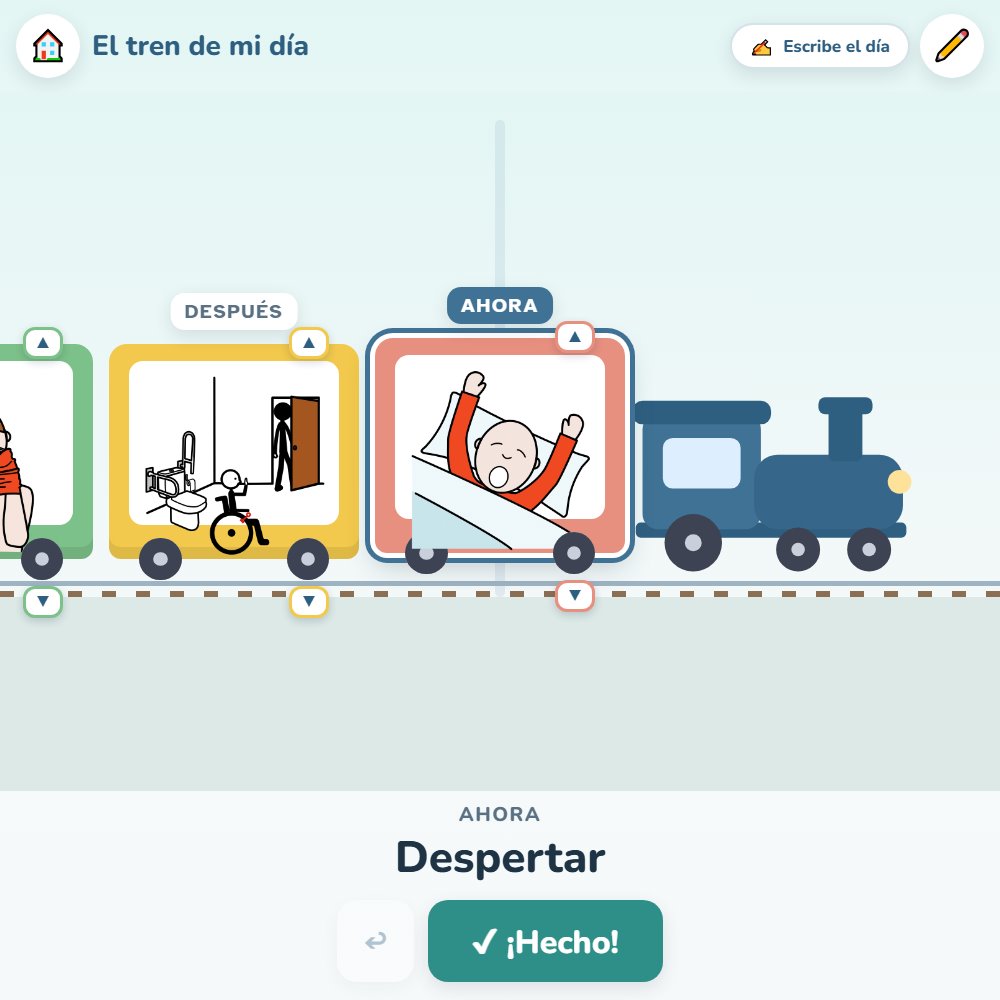 El tren de mi día
Escribe el día
DESPUÉS
AHORA
AHORA
Despertar
¡Hecho!